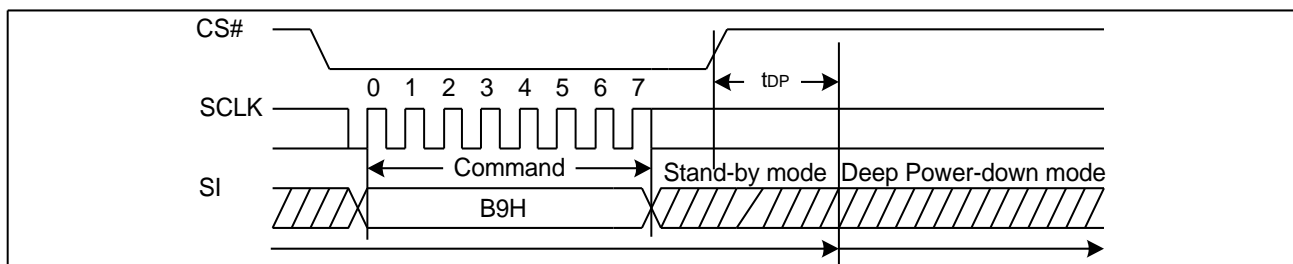 CS#
tDP
0 1 2 3 4 5 6 7
SCLK
Command
Stand-by mode Deep Power-down mode
SI
B9H